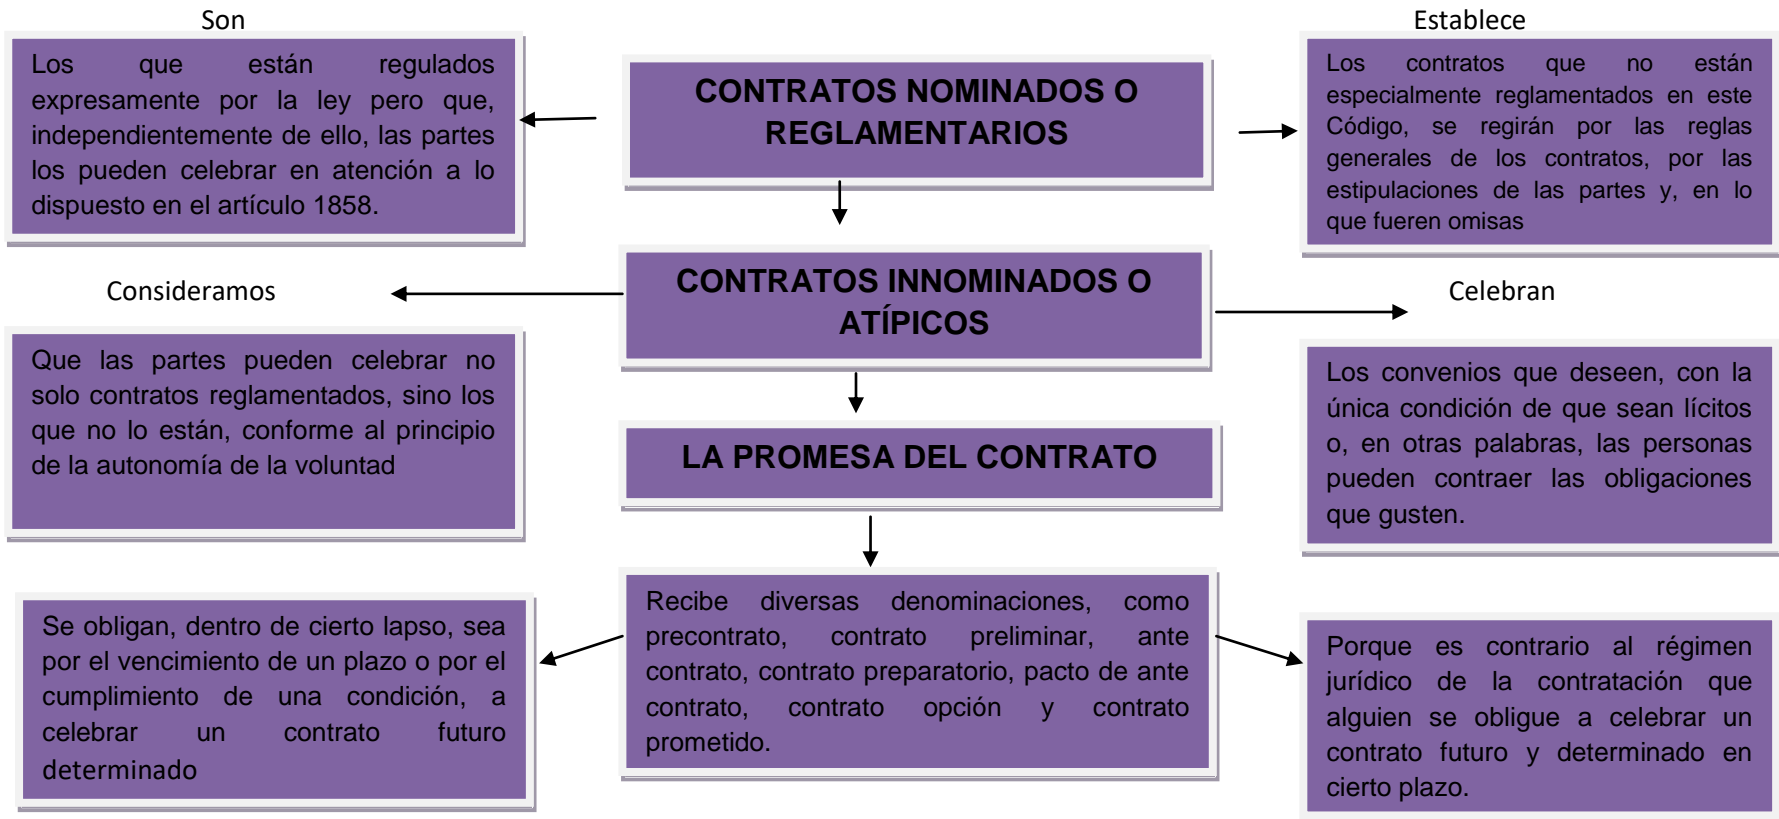 Son
Los que están regulados
expresamente por la ley pero que,
independientemente de ello, las partes
los pueden celebrar en atención a lo
dispuesto en el artículo 1858.
CONTRATOS NOMINADOS O
REGLAMENTARIOS
Establece
Los contratos que no están
especialmente reglamentados en este
Código, se regirán por las reglas
generales de los contratos, por las
estipulaciones de las partes y, en lo
que fueren omisas
Consideramos
Que las partes pueden celebrar no
solo contratos reglamentados, sino los
que no lo están, conforme al principio
de la autonomía de la voluntad
CONTRATOS INNOMINADOS O
ATÍPICOS
Celebran
Los convenios que deseen, con la
única condición de que sean lícitos
o, en otras palabras, las personas
pueden contraer las obligaciones
que gusten.
LA PROMESA DEL CONTRATO
Se obligan, dentro de cierto lapso, sea
por el vencimiento de un plazo o por el
cumplimiento de una condición, a
celebrar un contrato futuro
determinado
Recibe diversas denominaciones, como
precontrato, contrato preliminar, ante
contrato, contrato preparatorio, pacto de ante
contrato, contrato opción y contrato
prometido.
Porque es contrario al régimen
jurídico de la contratación que
alguien se obligue a celebrar un
contrato futuro y determinado en
cierto plazo.